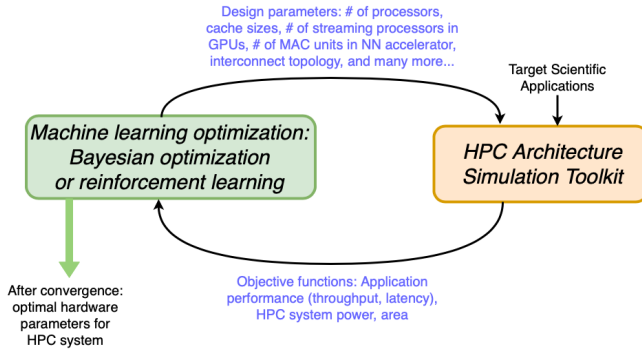 Design parameters: # of processors,
cache sizes, # of streaming processors in
GPUs, # of MAC units in NN accelerator,
interconnect topology, and many more...
Target Scientific
Applications
Machine learning optimization:
Bayesian optimization
or reinforcement learning
HPC Architecture
Simulation Toolkit
After convergence:
optimal hardware
parameters for
HPC system
Objective functions: Application
performance (throughput, latency),
HPC system power, area